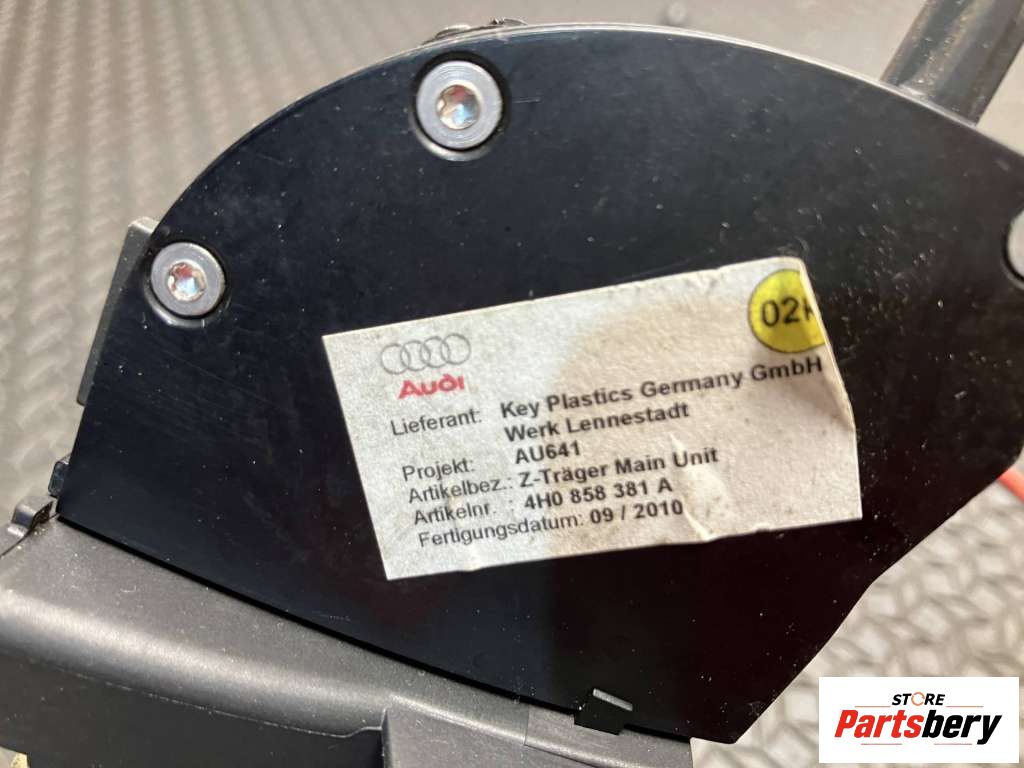 02
Audi
Lieferant: Key Plastics Germany GmbH
Werk Lennestadt
Projekt: AU641
Artikelbez.: Z-Träger Main Unit
Artikelnr. : 4H0 858 381 A
Fertigungsdatum: 09 / 2010
STORE
Partsbery